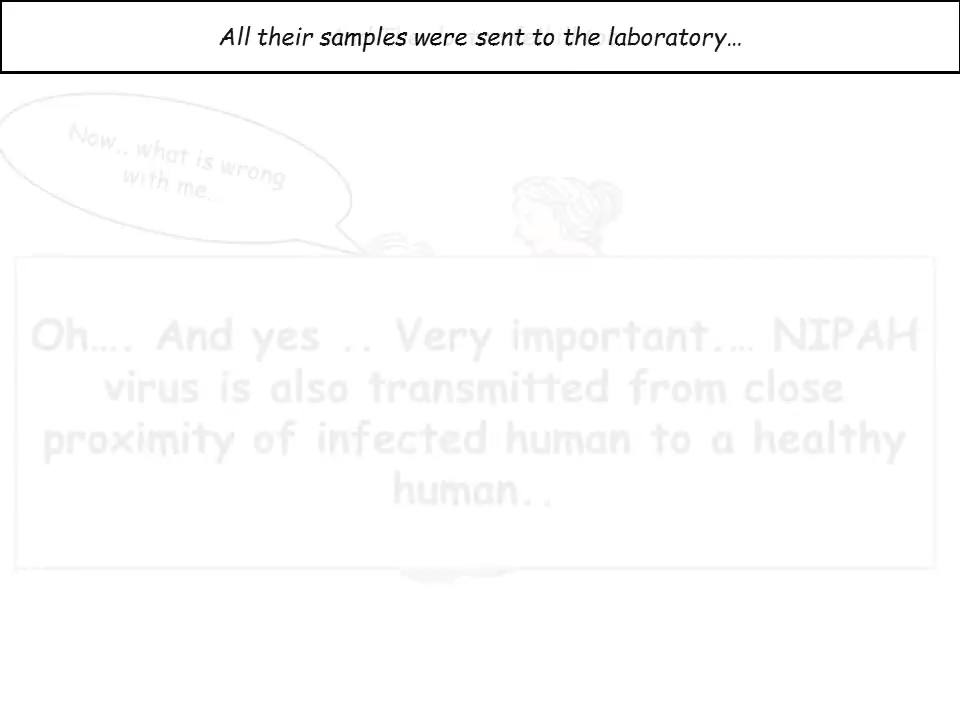 All their samples were sent to the laboratory…
Now.. what is wrong
with me..
Oh…. And yes .. Very important.… NIPAH
virus is also transmitted from close
proximity of infected human to a healthy
human..